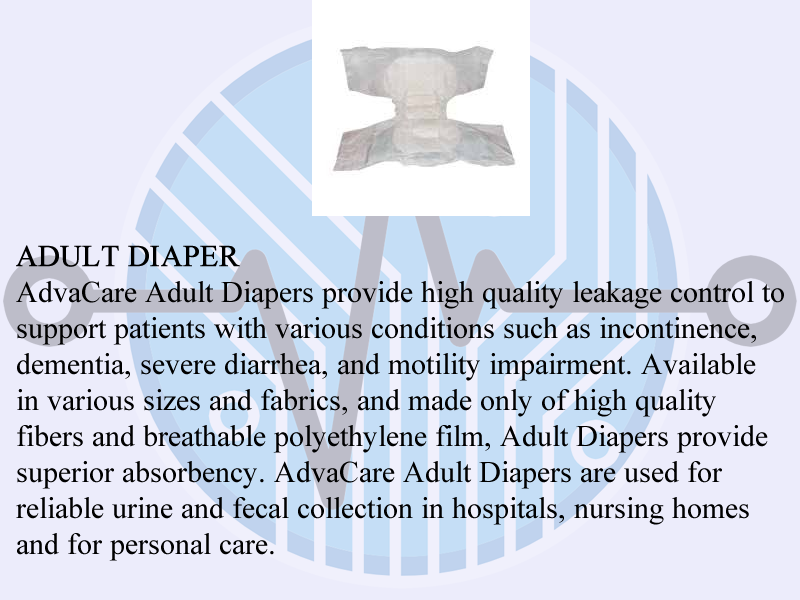 ADULT DIAPER
AdvaCare Adult Diapers provide high quality leakage control to
support patients with various conditions such as incontinence,
dementia, severe diarrhea, and motility impairment. Available
in various sizes and fabrics, and made only of high quality
fibers and breathable polyethylene film, Adult Diapers provide
superior absorbency. AdvaCare Adult Diapers are used for
reliable urine and fecal collection in hospitals, nursing homes
and for personal care.